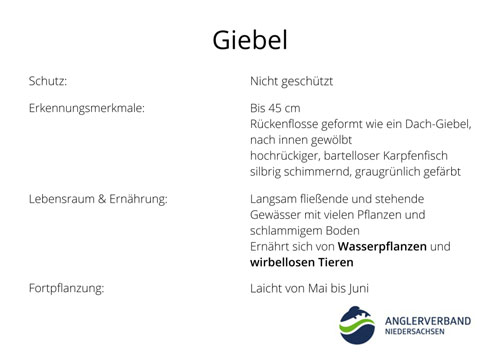 Giebel
Schutz: Nicht geschützt
Erkennungsmerkmale: Bis 45 cm
Rückenflosse geformt wie ein Dach-Giebel,
nach innen gewölbt
hochrückiger, bartelloser Karpfenfisch
silbrig schimmernd, graugrünlich gefärbt
Lebensraum & Ernährung: Langsam fließende und stehende
Gewässer mit vielen Pflanzen und
schlammigem Boden
Ernährt sich von Wasserpflanzen und
wirbellosen Tieren
Fortpflanzung: Laicht von Mai bis Juni
ANGLERVERBAND
NIEDERSACHSEN